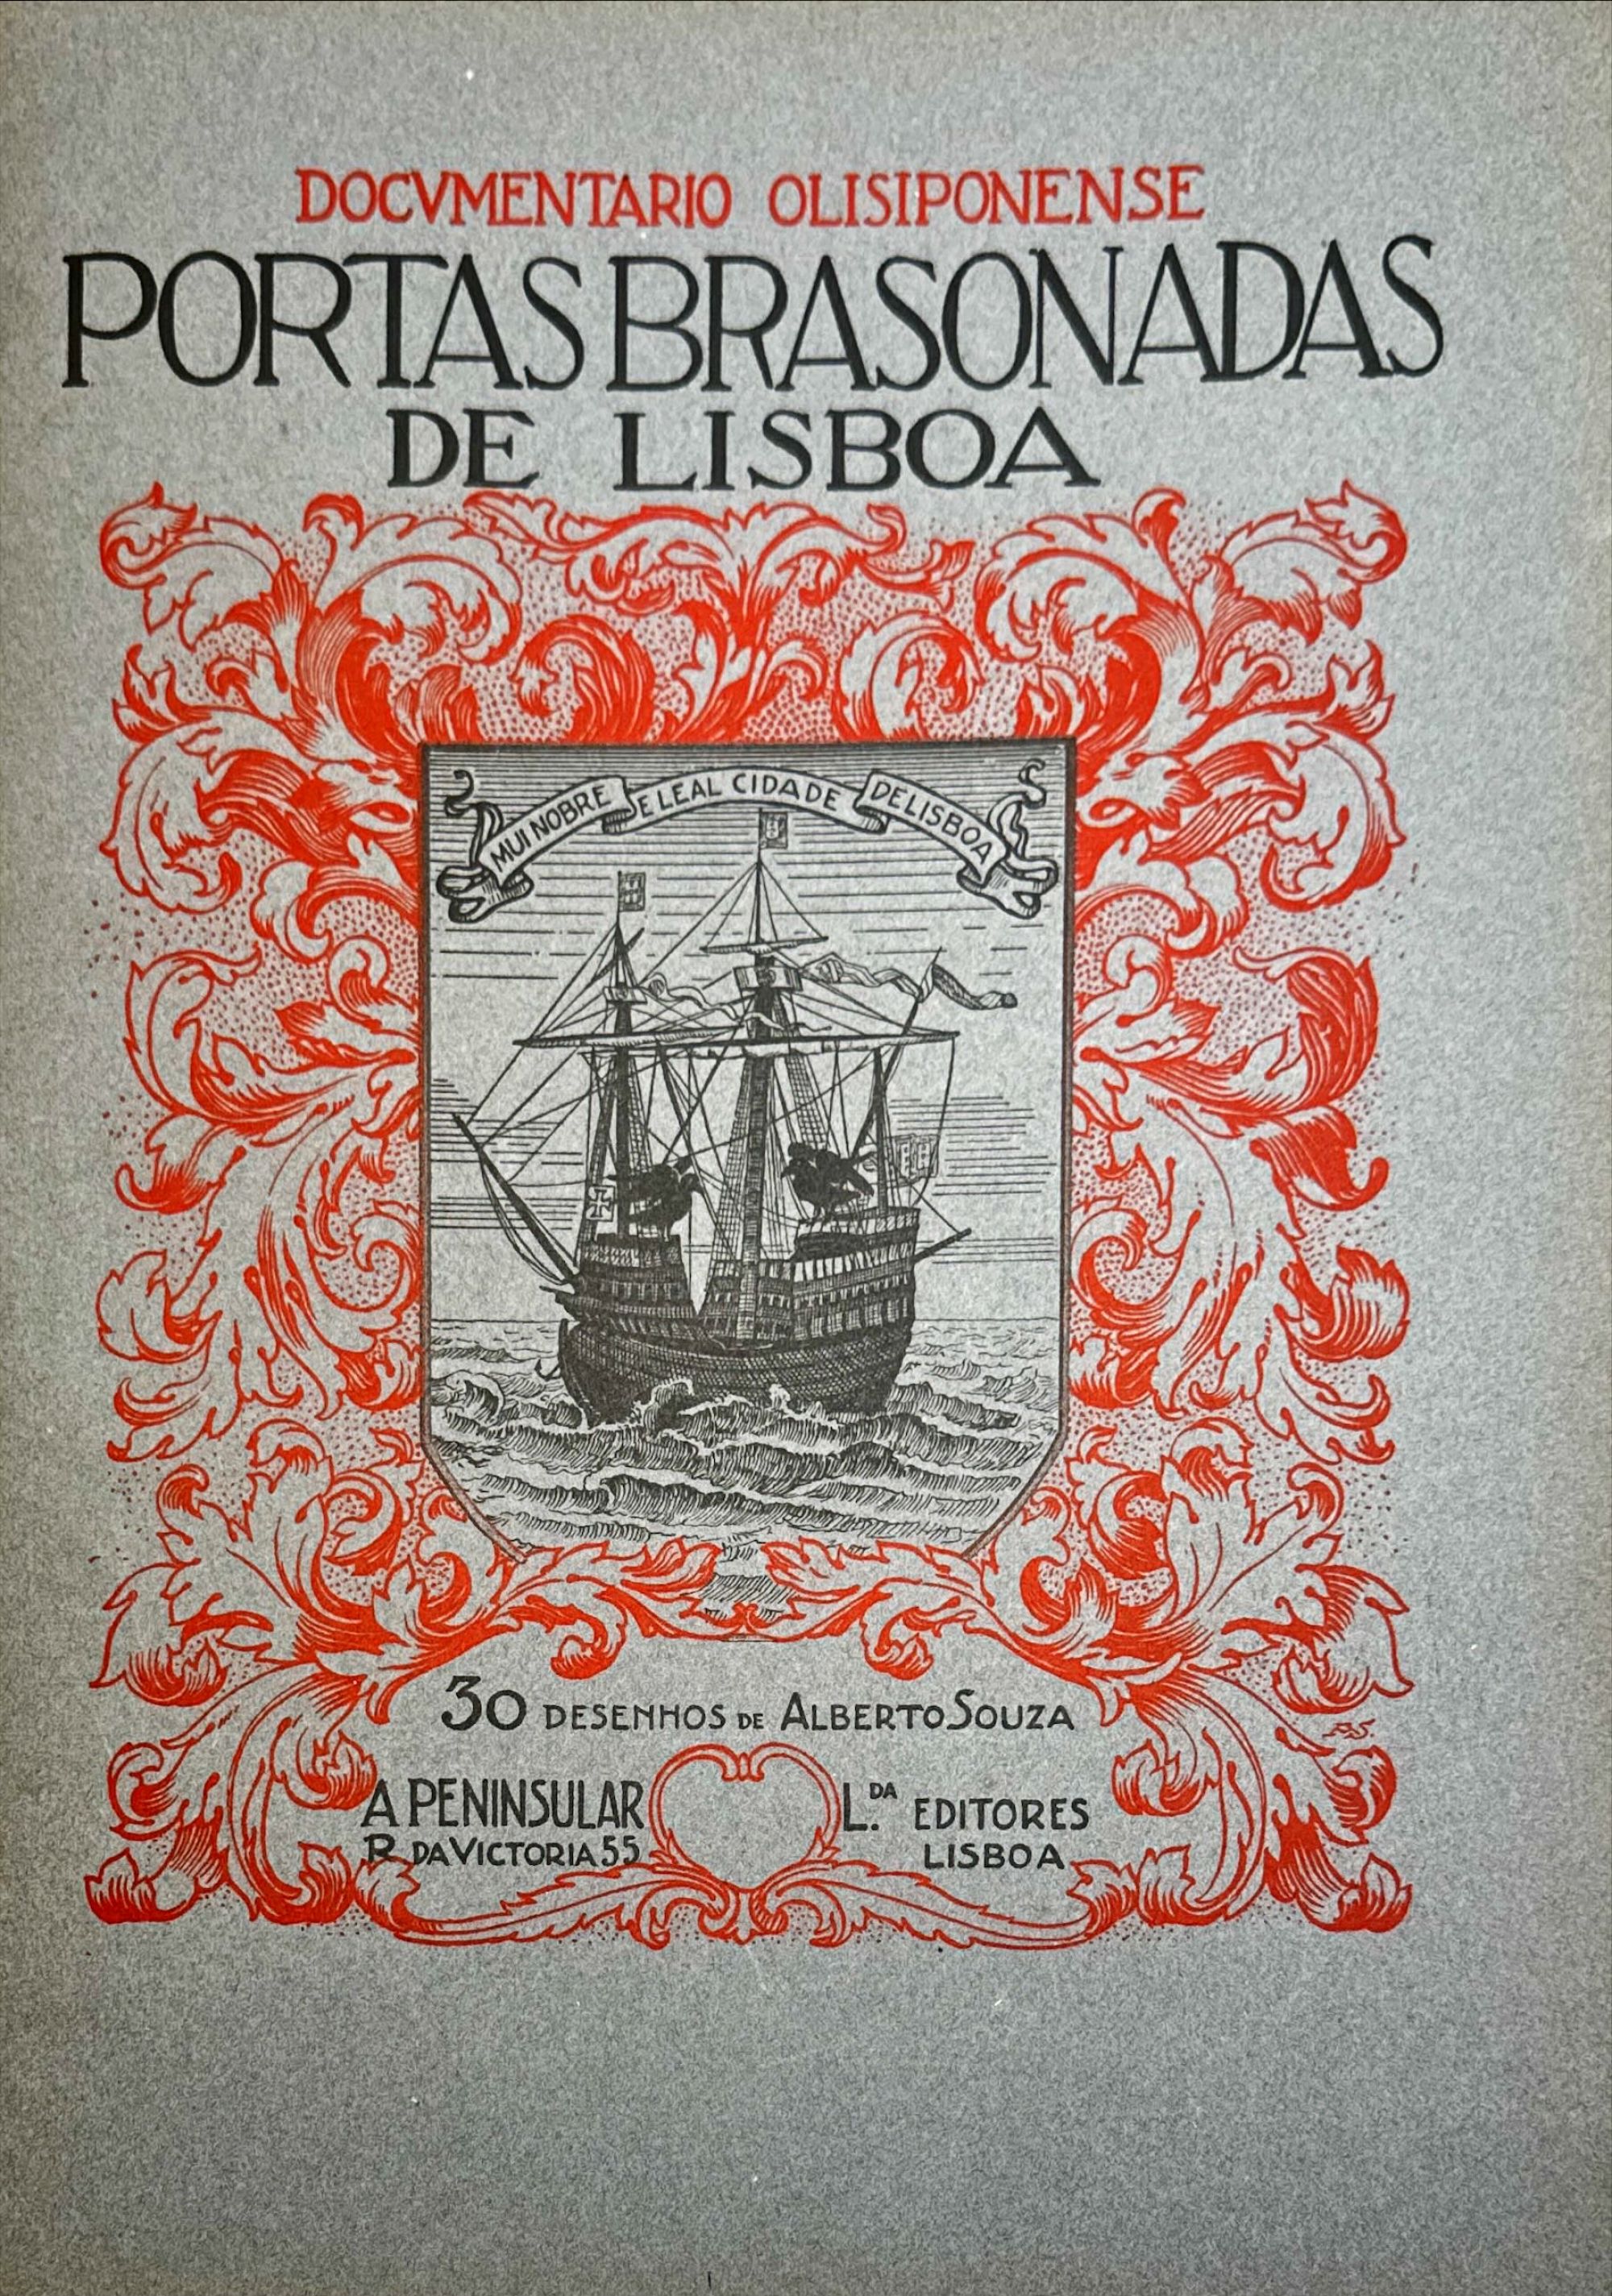 DOCVMENTARIO OLISIPONENSE
PORTAS BRASONADAS
DE LISBOA
MUI NOBRE E LEAL CIDADE DE LISBOA
30 DESENHOS DE ALBERTO SOUZA
A PENINSULAR L.DA EDITORES
R. DA VICTORIA 55 LISBOA